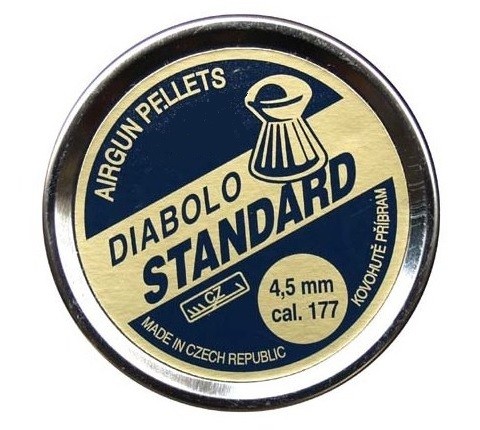 AIRGUN PELLETS
DIABOLO
STANDARD
CZ
4,5 mm
cal. 177
KOVOHUTĚ PŘÍBRAM
MADE IN CZECH REPUBLIC